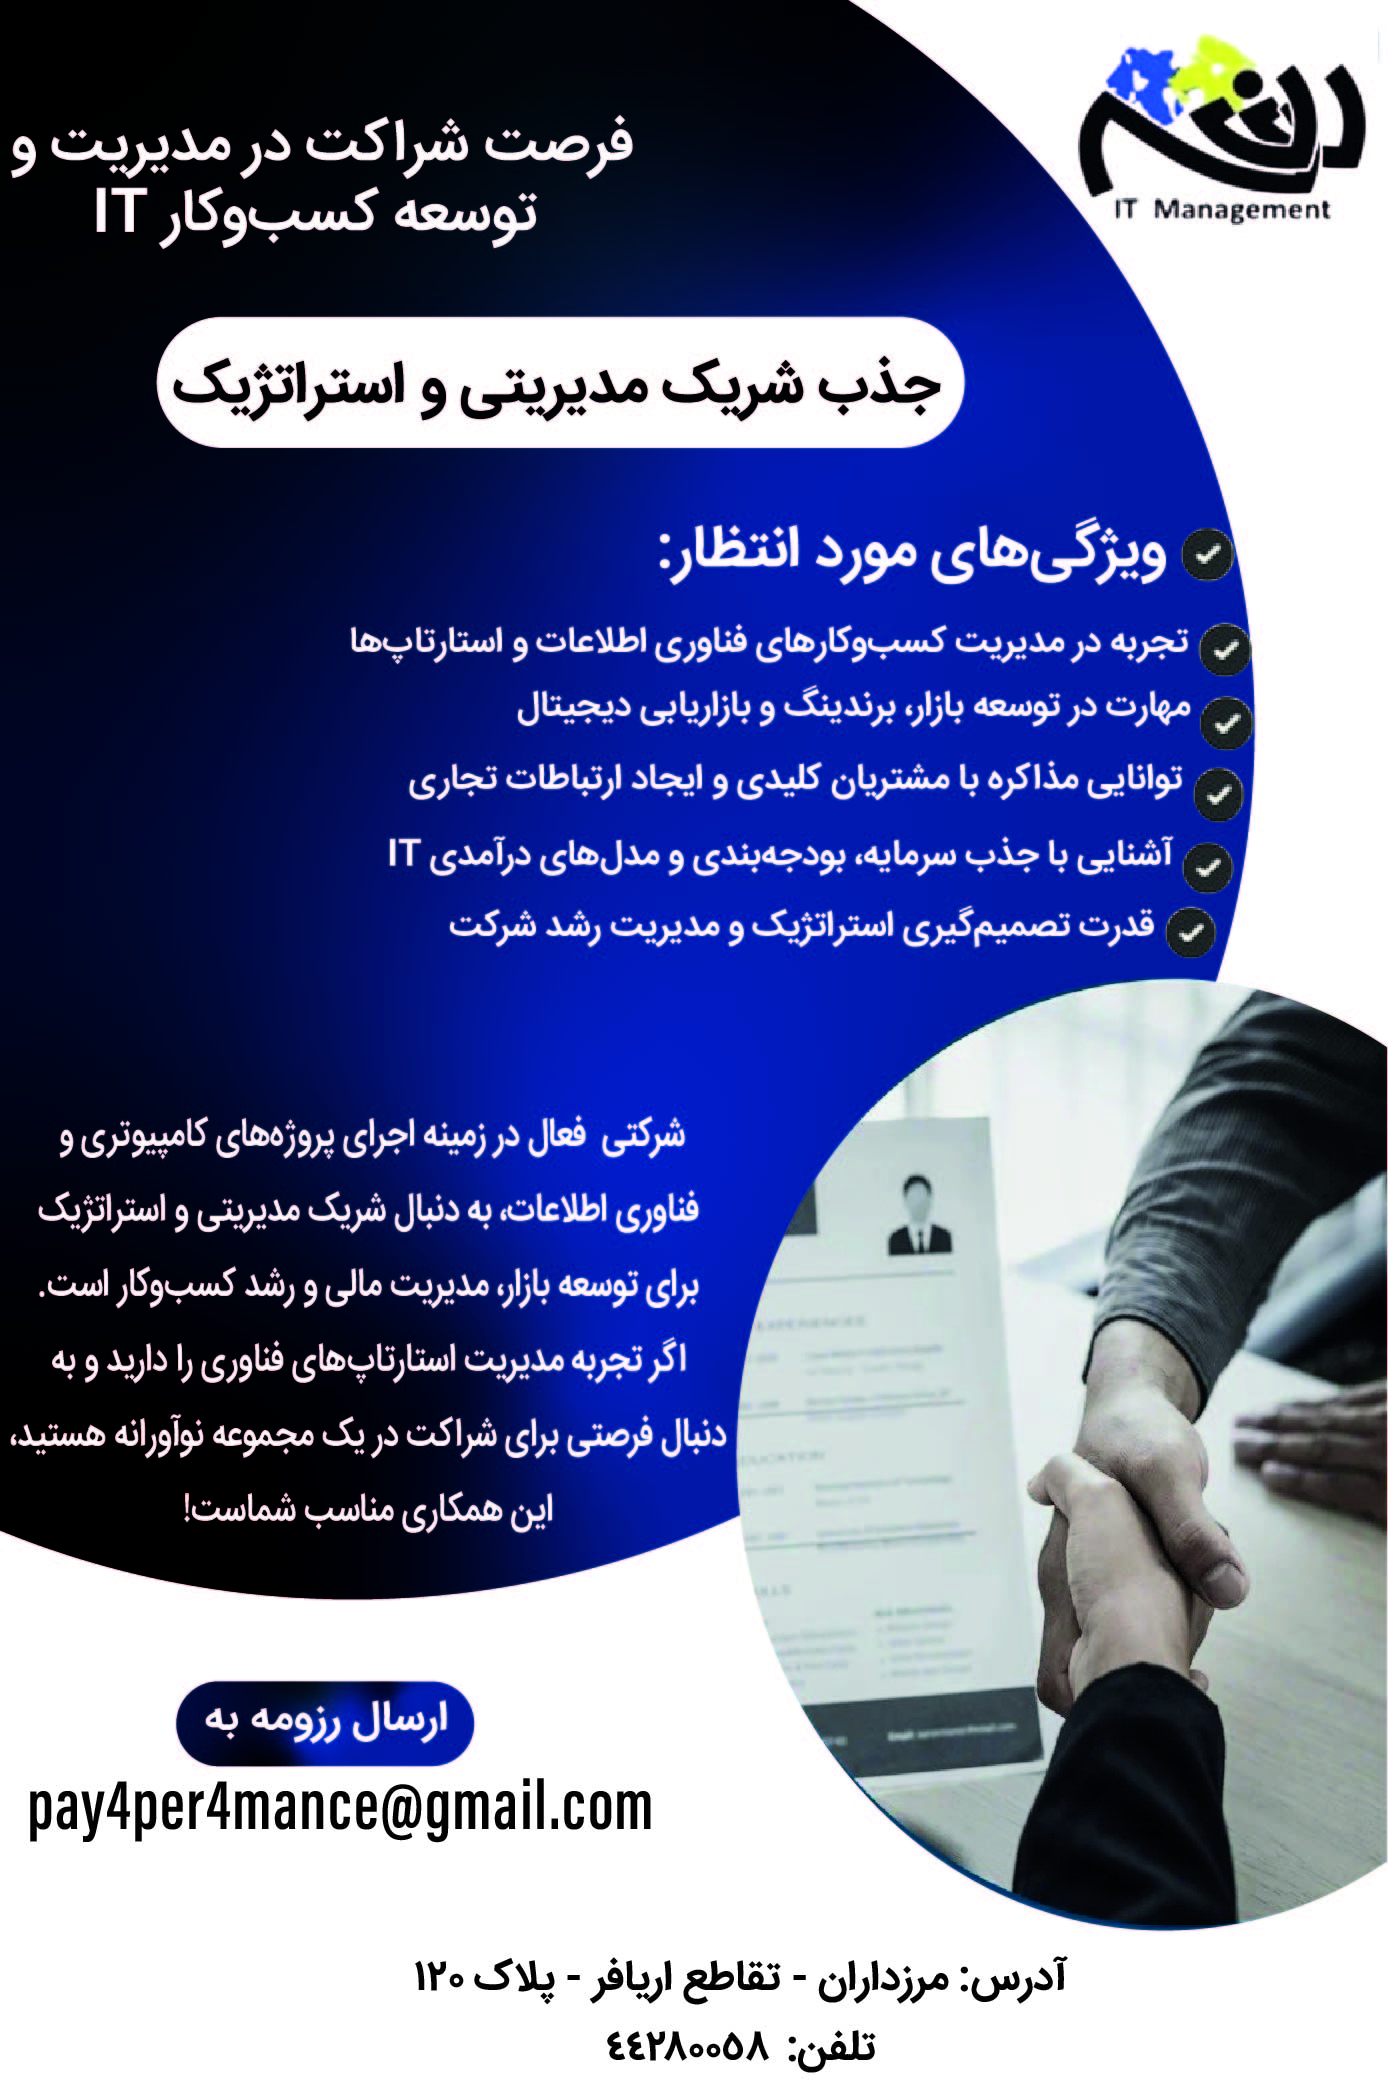 IT Management
فرصت شراکت در مدیریت و
توسعه کسب‌وکار IT
جذب شریک مدیریتی و استراتژیک
ویژگی‌های مورد انتظار:
تجربه در مدیریت کسب‌وکارهای فناوری اطلاعات و استارتاپ‌ها
مهارت در توسعه بازار، برندینگ و بازاریابی دیجیتال
توانایی مذاکره با مشتریان کلیدی و ایجاد ارتباطات تجاری
آشنایی با جذب سرمایه، بودجه‌بندی و مدل‌های درآمدی IT
قدرت تصمیم‌گیری استراتژیک و مدیریت رشد شرکت
شرکتی فعال در زمینه اجرای پروژه‌های کامپیوتری و
فناوری اطلاعات، به دنبال شریک مدیریتی و استراتژیک
برای توسعه بازار، مدیریت مالی و رشد کسب‌وکار است.
اگر تجربه مدیریت استارتاپ‌های فناوری را دارید و به
دنبال فرصتی برای شراکت در یک مجموعه نوآورانه هستید،
این همکاری مناسب شماست!
ارسال رزومه به
pay4per4mance@gmail.com
آدرس: مرزداران - تقاطع اریافر - پلاک ۱۲۰
تلفن: ٤٤٢٨٠٠٥٨